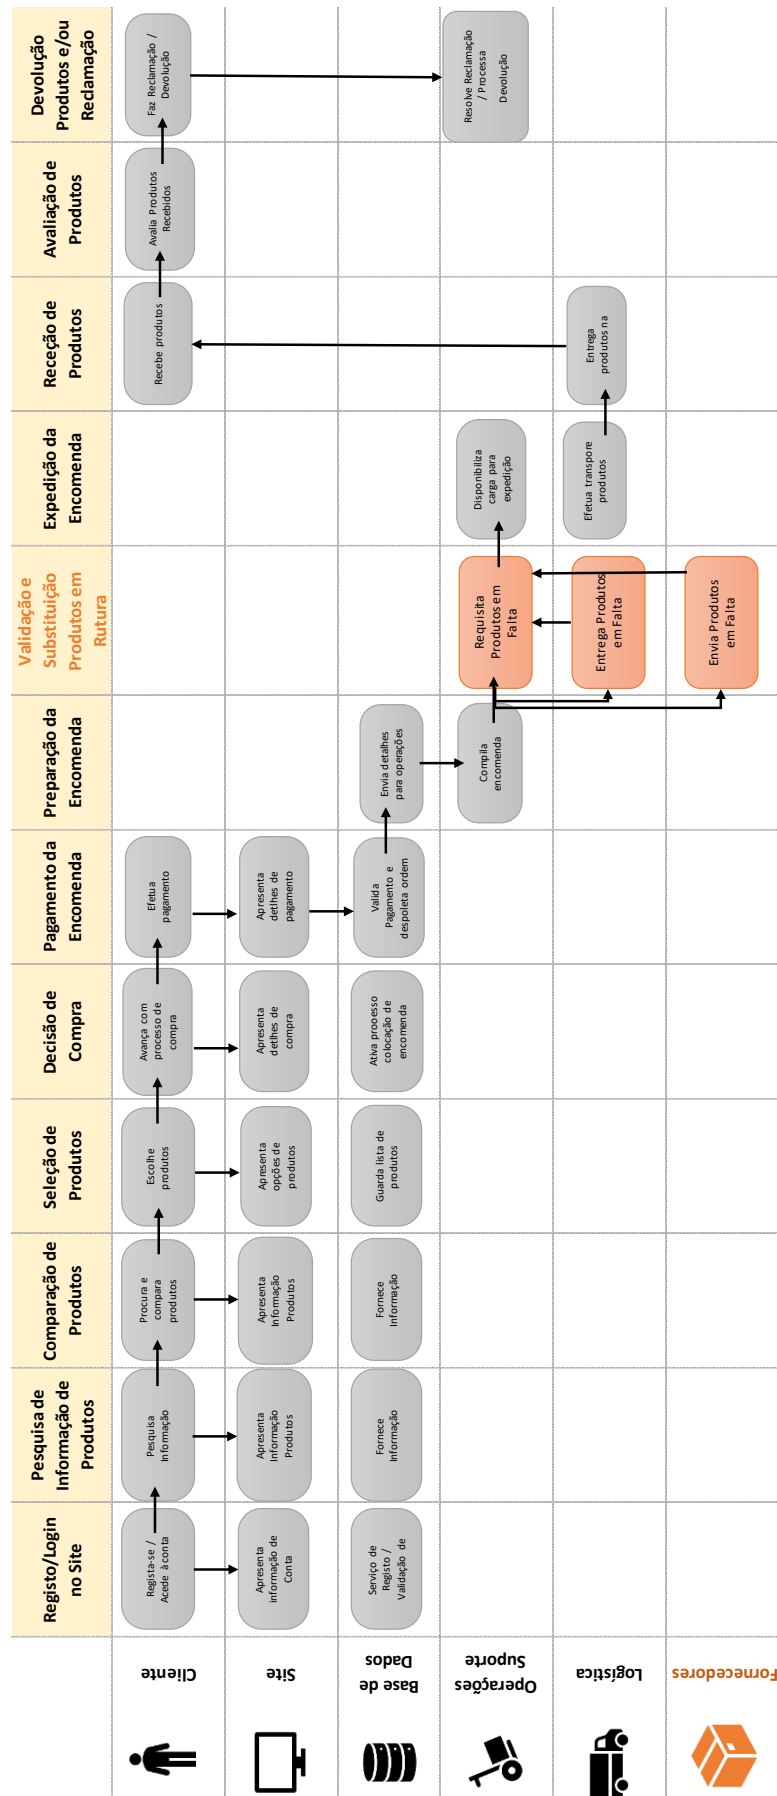 Registo/Login
no Site
Pesquisa de
Informação de
Produtos
Comparação de
Produtos
Seleção de
Produtos
Decisão de
Compra
Pagamento da
Encomenda
Preparação da
Encomenda
Validação e
Substituição
Produtos em
Rutura
Expedição da
Encomenda
Receção de
Produtos
Avaliação de
Produtos
Devolução
Produtos e/ou
Reclamação
Cliente
Regista-se /
Acede à conta
Pesquisa
Informação
Procura e
compara
produtos
Escolhe
produtos
Avança com
processo de
compra
Efetua
pagamento
Recebe produtos
Avalia Produtos
Recebidos
Faz Reclamação /
Devolução
Site
Apresenta
informação de
Conta
Apresenta
Informação
Produtos
Apresenta
Informação
Produtos
Apresenta
opções de
produtos
Apresenta
detlhes de
compra
Apresenta
detlhes de
pagamento
Base de
Dados
Serviço de
Registo /
Validação de
Fornece
Informação
Fornece
Informação
Guarda lista de
produtos
Ativa processo
colocação de
encomenda
Valida
Pagamento e
despoleta ordem
Envia detalhes
para operações
Operações
Suporte
Compila
encomenda
Requisita
Produtos em
Falta
Disponibiliza
carga para
expedição
Resolve Reclamação
/ Processa
Devolução
Logística
Entrega Produtos
em Falta
Efetua transpore
produtos
Entrega
produtos na
Fornecedores
Envia Produtos
em Falta